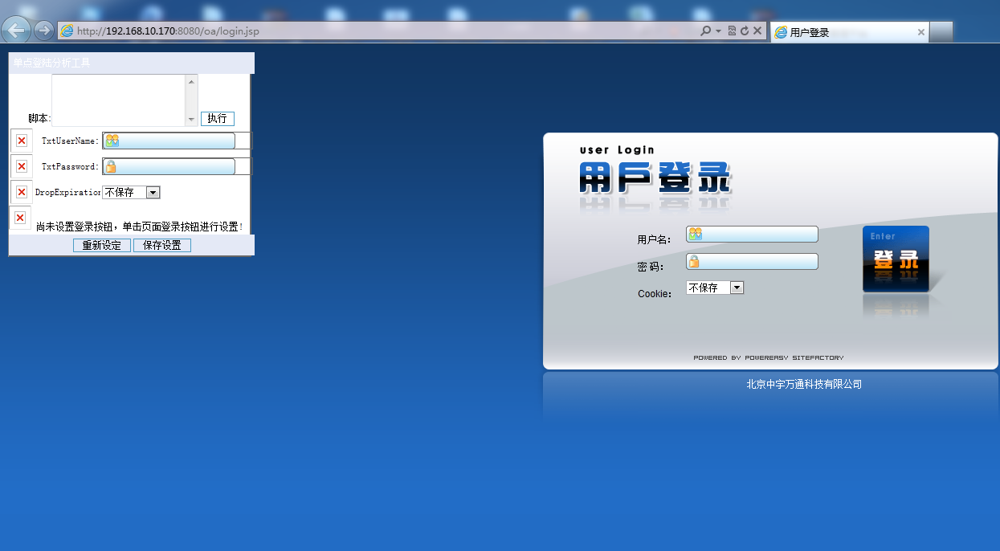 http://192.168.10.170:8080/oa/login.jsp
用户登录
单点登陆分析工具
脚本:
执行
TxtUserName:
TxtPassword:
DropExpiration
不保存
尚未设置登录按钮，单击页面登录按钮进行设置!
重新设定 保存设置
user Login
用戶登录
用户名：
密 码：
Cookie：
不保存
Enter
登录
POWERED BY POWEREASY SITEFACTORY
北京中宇万通科技有限公司